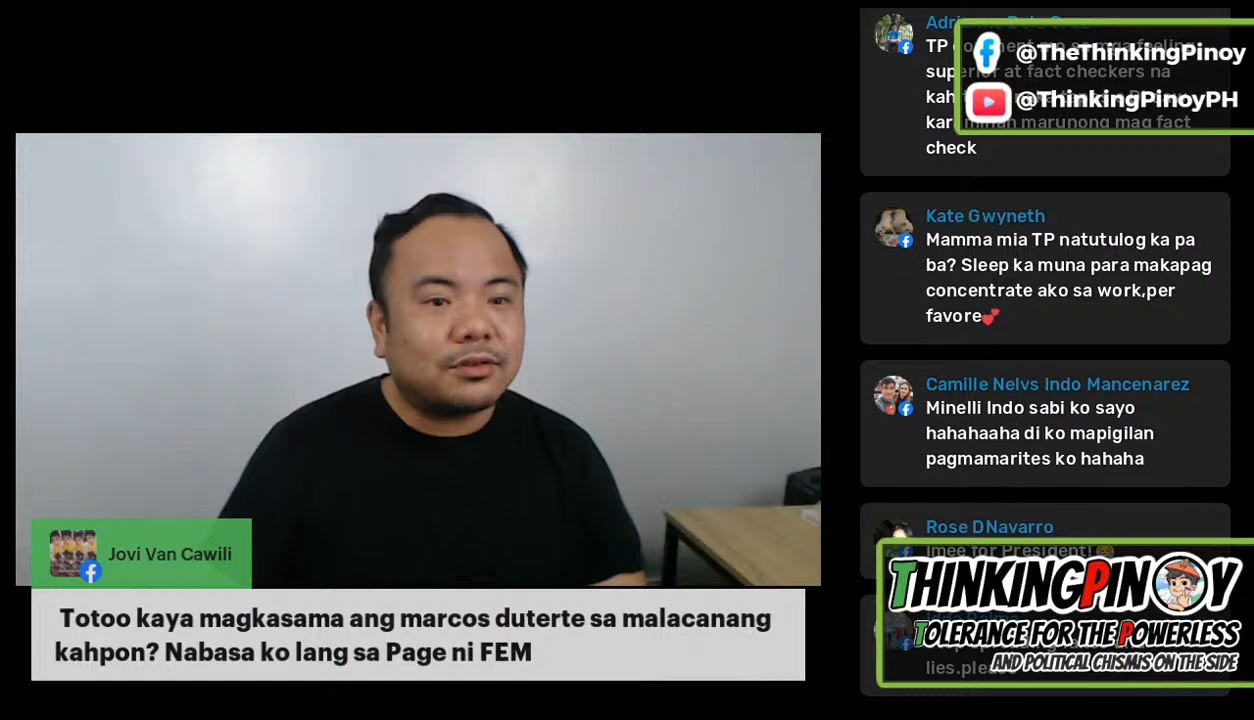 Jovi Van Cawili
Totoo kaya magkasama ang marcos duterte sa malacanang
kahpon? Nabasa ko lang sa Page ni FEM
TP
@TheThinkingPinoy
superior at fact checkers na
@ThinkingPinoyPH
marunong mag fact
check
Kate Gwyneth
Mamma mia TP natutulog ka pa
ba? Sleep ka muna para makapag
concentrate ako sa work,per
favore💕
Camille Nelvs Indo Mancenarez
Minelli Indo sabi ko sayo
hahahaaha di ko mapigilan
pagmamarites ko hahaha
Rose DNavarro
Imee for President!
THINKINGPINOY
TOLERANCE FOR THE POWERLESS
AND POLITICAL CHISMIS ON THE SIDE
lies.please